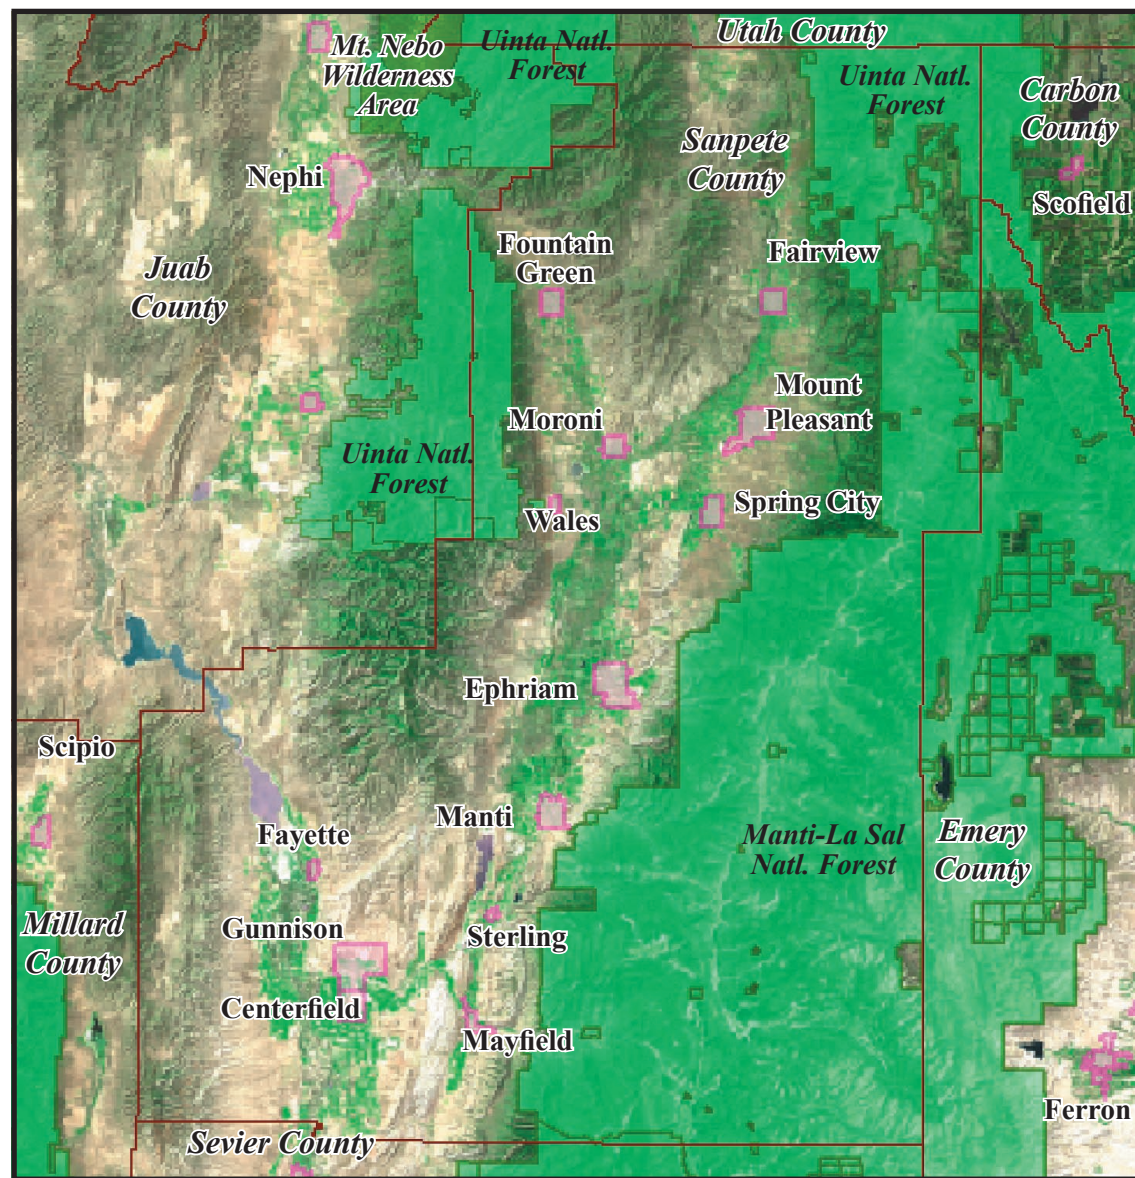 Utah County
Mt. Nebo
Wilderness
Area
Uinta Natl.
Forest
Uinta Natl.
Forest
Carbon
County
Sanpete
County
Nephi
Scofield
Fountain
Green
Fairview
Juab
County
Mount
Pleasant
Moroni
Uinta Natl.
Forest
Wales
Spring City
Ephriam
Scipio
Manti
Fayette
Manti-La Sal
Natl. Forest
Emery
County
Millard
County
Gunnison
Sterling
Centerfield
Mayfield
Ferron
Sevier County